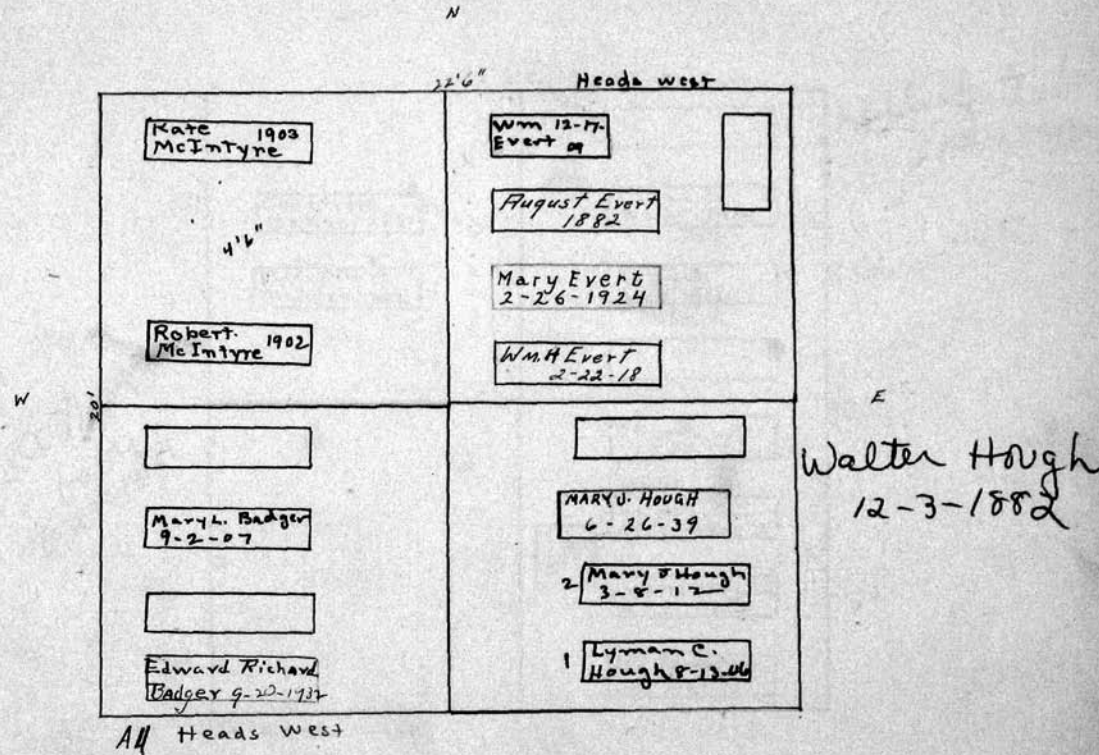 N
22'6" Heads west
Kate 1903
McIntyre
4'6"
Robert. 1902
McIntyre
Wm 12-17-
Evert 09
August Evert
1882
Mary Evert
2-26-1924
Wm. H Evert
2-22-18
W
20'
E
Mary L. Badger
9-2-07
Edward Richard
Badger 9-20-1932
MARY J. HOUGH
6-26-39
2 Mary J Hough
3-8-12
1 Lyman C.
Hough 8-13-06
Walter Hough
12-3-1882
All Heads West